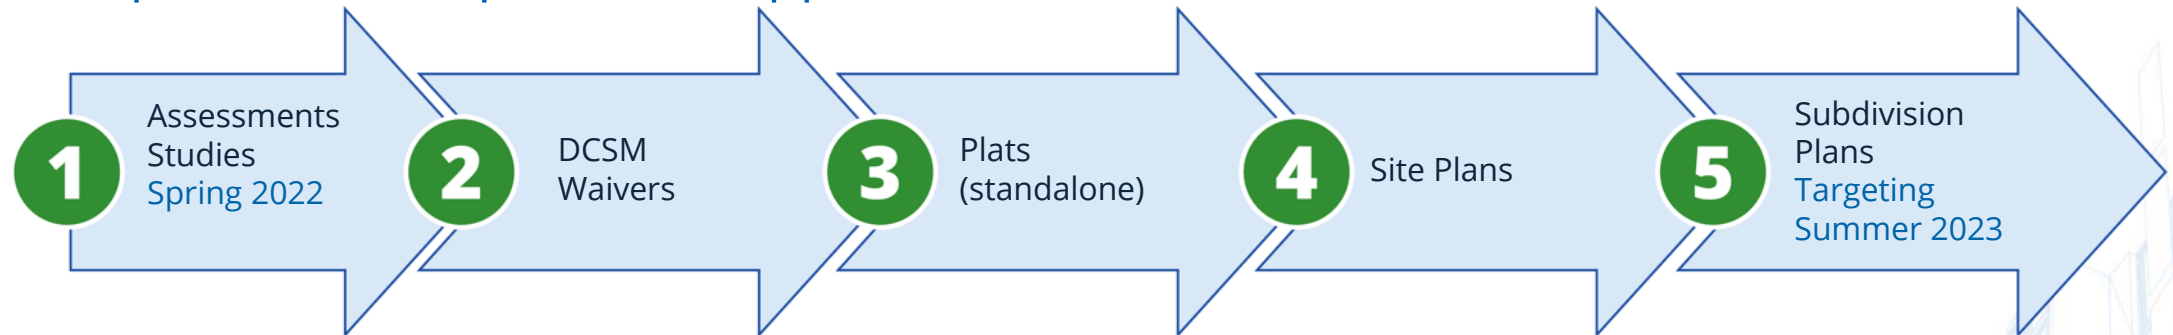 1
Assessments
Studies
Spring 2022
2
DCSM
Waivers
3
Plats
(standalone)
4
Site Plans
5
Subdivision
Plans
Targeting
Summer 2023